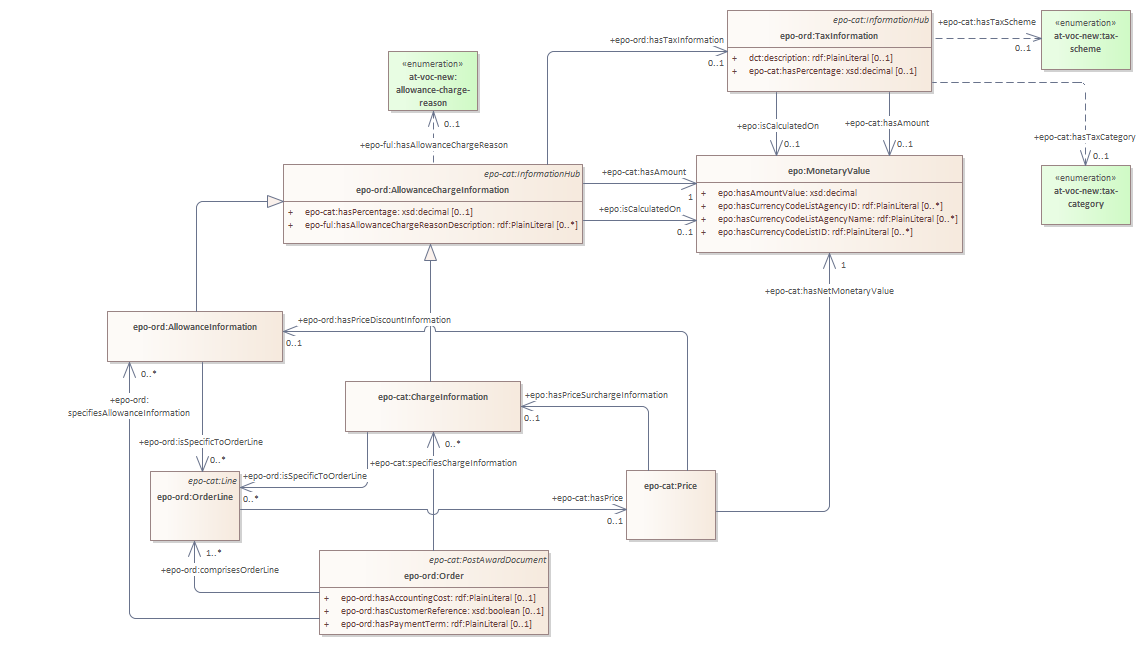 epo-cat:InformationHub
epo-ord:TaxInformation
+ dct:description: rdf:PlainLiteral [0..1]
+ epo-cat:hasPercentage: xsd:decimal [0..1]
+epo-cat:hasTaxScheme
0..1
«enumeration»
at-voc-new:tax-
scheme
+epo-ord:hasTaxInformation
0..1
«enumeration»
at-voc-new:
allowance-charge-
reason
0..1
+epo-ful:hasAllowanceChargeReason
+epo:isCalculatedOn
0..1
+epo-cat:hasAmount
0..1
+epo-cat:hasTaxCategory
0..1
«enumeration»
at-voc-new:tax-
category
epo-cat:InformationHub
epo-ord:AllowanceChargeInformation
+ epo-cat:hasPercentage: xsd:decimal [0..1]
+ epo-ful:hasAllowanceChargeReasonDescription: rdf:PlainLiteral [0..*]
+epo-cat:hasAmount
1
+epo:isCalculatedOn
0..1
epo:MonetaryValue
+ epo:hasAmountValue: xsd:decimal
+ epo:hasCurrencyCodeListAgencyID: rdf:PlainLiteral [0..*]
+ epo:hasCurrencyCodeListAgencyName: rdf:PlainLiteral [0..*]
+ epo:hasCurrencyCodeListID: rdf:PlainLiteral [0..*]
1
+epo-cat:hasNetMonetaryValue
epo-ord:AllowanceInformation
+epo-ord:hasPriceDiscountInformation
0..1
0..*
+epo-ord:
specifiesAllowanceInformation
epo-cat:ChargeInformation
+epo:hasPriceSurchargeInformation
0..1
+epo-ord:isSpecificToOrderLine
0..*
0..*
+epo-cat:specifiesChargeInformation
epo-cat:Line
epo-ord:OrderLine
+epo-ord:isSpecificToOrderLine
0..*
+epo-cat:hasPrice
0..1
epo-cat:Price
1..*
+epo-ord:comprisesOrderLine
epo-cat:PostAwardDocument
epo-ord:Order
+ epo-ord:hasAccountingCost: rdf:PlainLiteral [0..1]
+ epo-ord:hasCustomerReference: xsd:boolean [0..1]
+ epo-ord:hasPaymentTerm: rdf:PlainLiteral [0..1]